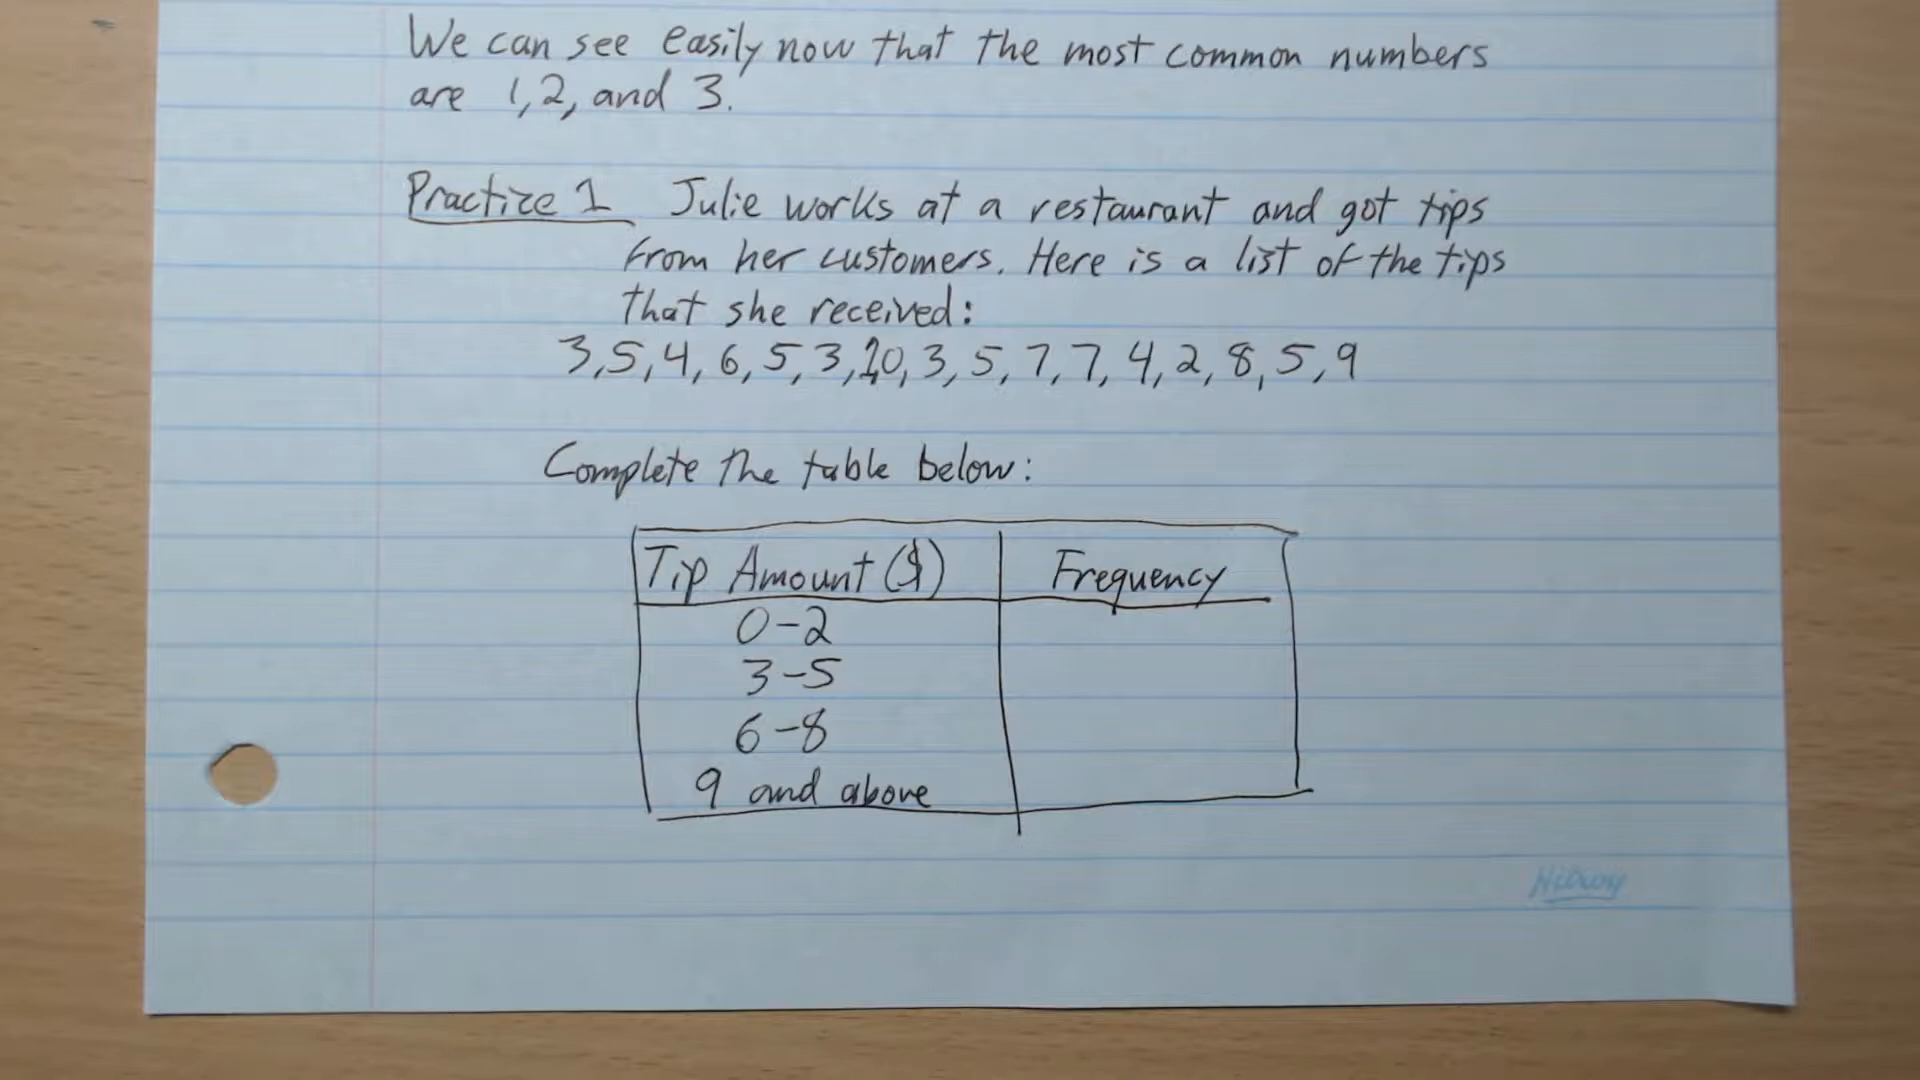 We can see easily now that the most common numbers
are 1, 2, and 3.
Practice 1 Julie works at a restaurant and got tips
from her customers. Here is a list of the tips
that she received:
3, 5, 4, 6, 5, 3, 10, 3, 5, 7, 7, 4, 2, 8, 5, 9
Complete the table below:
Tip Amount ($) Frequency
0-2
3-5
6-8
9 and above